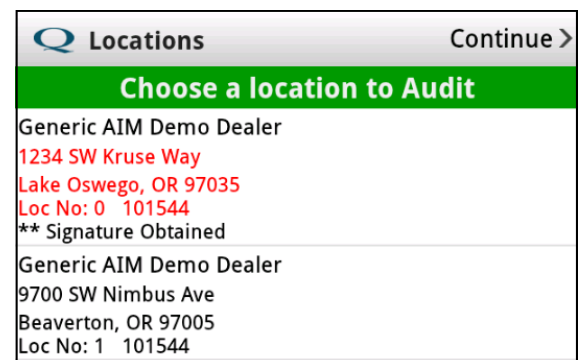 Locations Continue >
Choose a location to Audit
Generic AIM Demo Dealer
1234 SW Kruse Way
Lake Oswego, OR 97035
Loc No: 0 101544
** Signature Obtained
Generic AIM Demo Dealer
9700 SW Nimbus Ave
Beaverton, OR 97005
Loc No: 1 101544